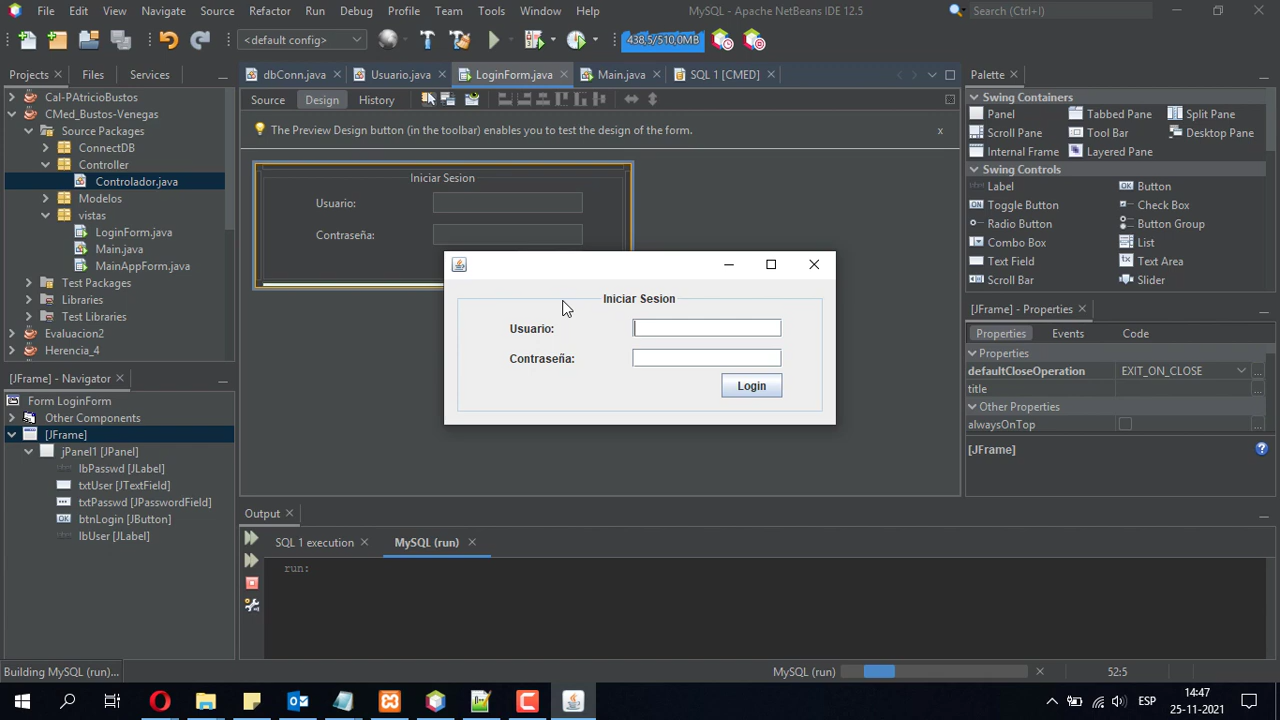 File Edit View Navigate Source Refactor Run Debug Profile Team Tools Window Help MySQL - Apache NetBeans IDE 12.5 Search (Ctrl+I)
<default config> 438,5/510,0MB
Projects Files Services dbConn.java Usuario.java LoginForm.java Main.java SQL 1 [CMED] Palette
Source Design History
The Preview Design button (in the toolbar) enables you to test the design of the form. x
Cal-PAtricioBustos
CMed_Bustos-Venegas
Source Packages
ConnectDB
Controller
Controlador.java
Modelos
vistas
LoginForm.java
Main.java
MainAppForm.java
Test Packages
Libraries
Test Libraries
Evaluacion2
Herencia_4
Iniciar Sesion
Usuario:
Contraseña:
Iniciar Sesion
Usuario:
Contraseña:
Login
Swing Containers
Panel Tabbed Pane Split Pane
Scroll Pane Tool Bar Desktop Pane
Internal Frame Layered Pane
Swing Controls
Label Button
Toggle Button Check Box
Radio Button Button Group
Combo Box List
Text Field Text Area
Scroll Bar Slider
[JFrame] - Properties
Properties Events Code
Properties
defaultCloseOperation EXIT_ON_CLOSE ...
title ...
Other Properties
alwaysOnTop ...
[JFrame]
[JFrame] - Navigator
Form LoginForm
Other Components
[JFrame]
jPanel1 [JPanel]
lbPasswd [JLabel]
txtUser [JTextField]
txtPasswd [JPasswordField]
btnLogin [JButton]
lbUser [JLabel]
Output
SQL 1 execution MySQL (run)
run:
Building MySQL (run)... MySQL (run) 52:5
ESP 14:47
25-11-2021